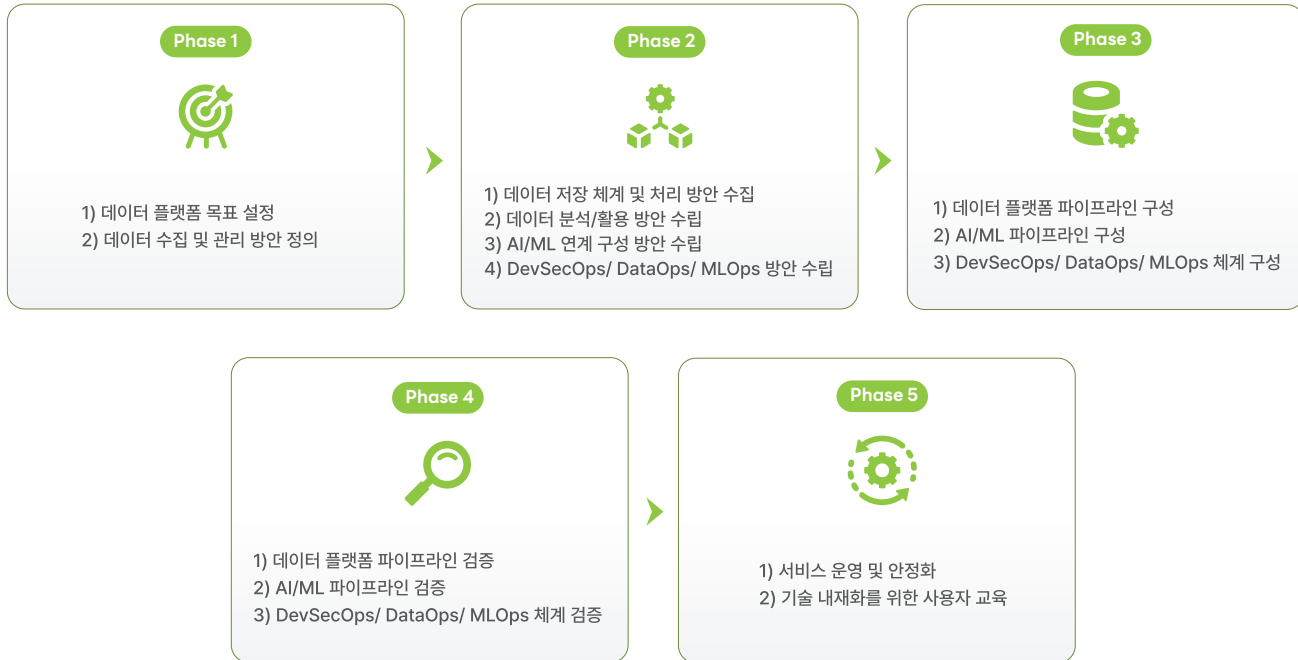 Phase 1
1) 데이터 플랫폼 목표 설정
2) 데이터 수집 및 관리 방안 정의
Phase 2
1) 데이터 저장 체계 및 처리 방안 수집
2) 데이터 분석/활용 방안 수립
3) AI/ML 연계 구성 방안 수립
4) DevSecOps/ DataOps/ MLOps 방안 수립
Phase 3
1) 데이터 플랫폼 파이프라인 구성
2) AI/ML 파이프라인 구성
3) DevSecOps/ DataOps/ MLOps 체계 구성
Phase 4
1) 데이터 플랫폼 파이프라인 검증
2) AI/ML 파이프라인 검증
3) DevSecOps/ DataOps/ MLOps 체계 검증
Phase 5
1) 서비스 운영 및 안정화
2) 기술 내재화를 위한 사용자 교육